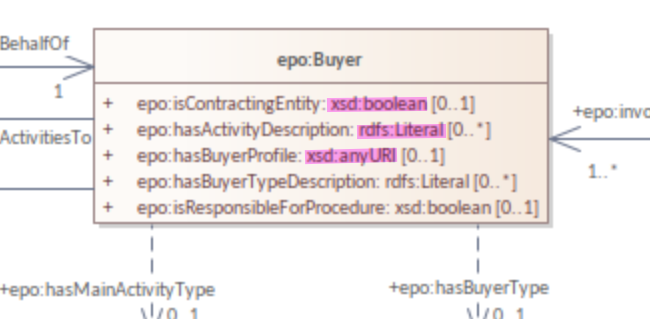 BehalfOf
1
ActivitiesTo
epo:Buyer
+ epo:isContractingEntity: xsd:boolean [0..1]
+ epo:hasActivityDescription: rdfs:Literal [0..*]
+ epo:hasBuyerProfile: xsd:anyURI [0..1]
+ epo:hasBuyerTypeDescription: rdfs:Literal [0..*]
+ epo:isResponsibleForProcedure: xsd:boolean [0..1]
+epo:invo
1..*
+epo:hasMainActivityType
0..1
+epo:hasBuyerType
0..1